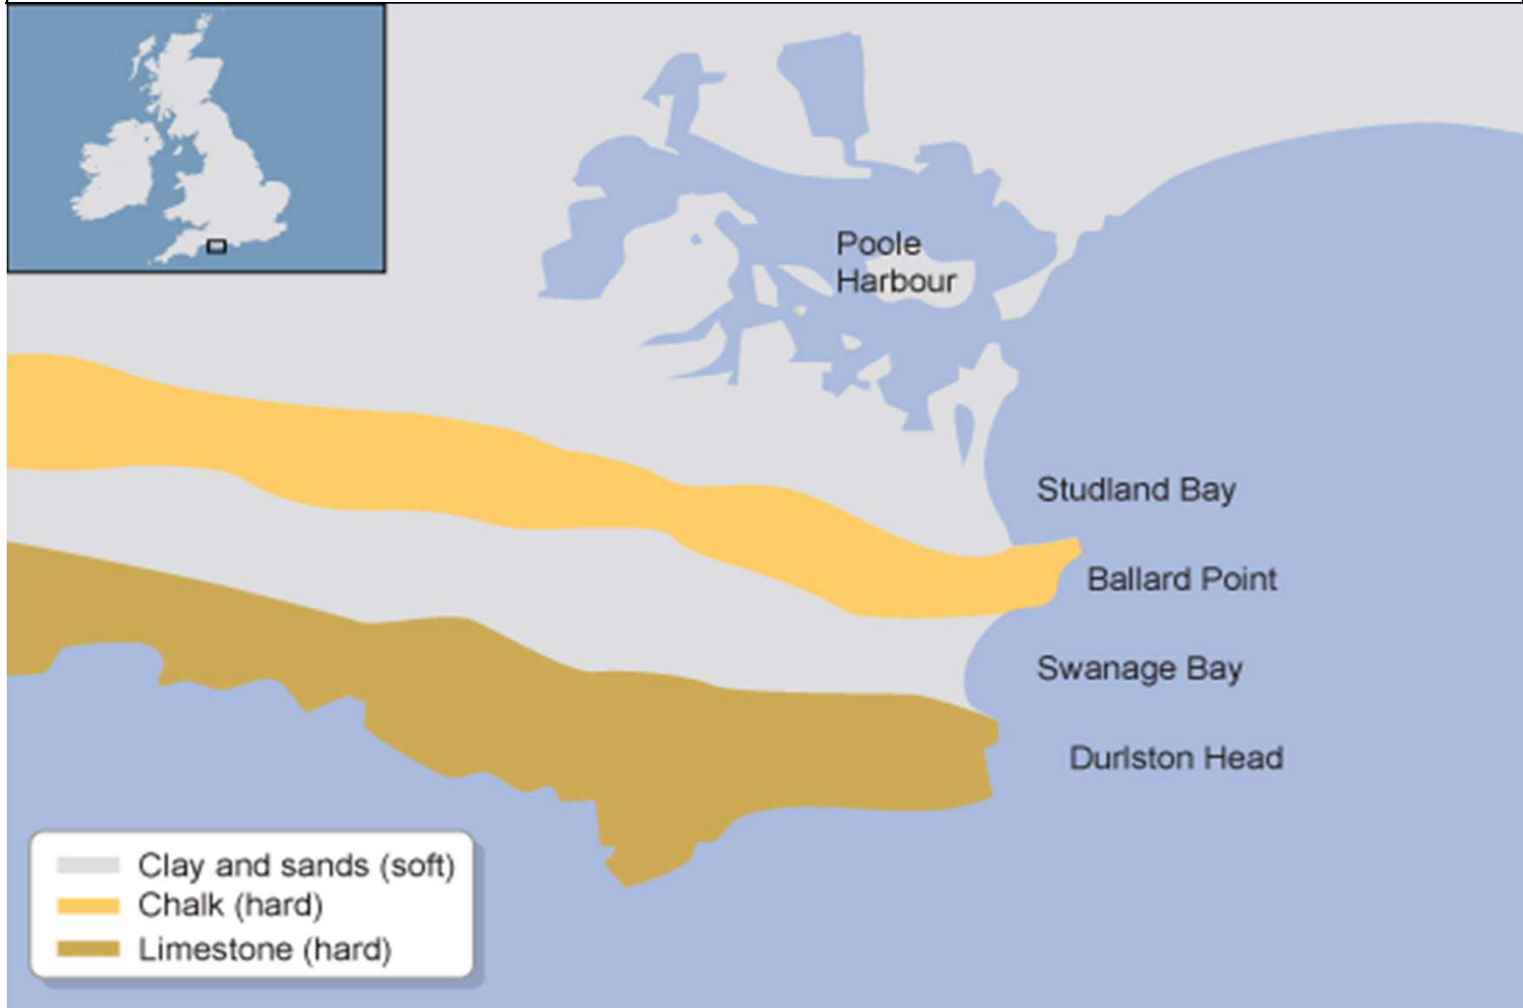 Poole
Harbour
Studland Bay
Ballard Point
Swanage Bay
Durlston Head
Clay and sands (soft)
Chalk (hard)
Limestone (hard)